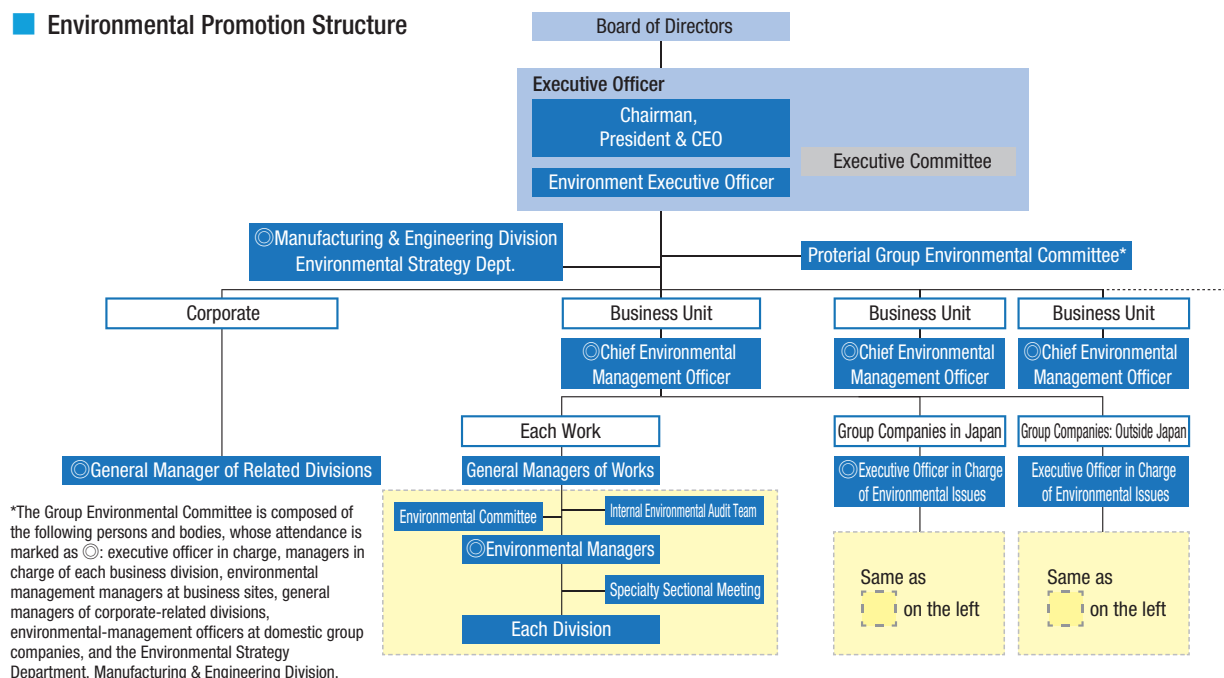 Environmental Promotion Structure
Board of Directors
Executive Officer
Chairman,
President & CEO
Executive Committee
Environment Executive Officer
◎Manufacturing & Engineering Division
Environmental Strategy Dept.
Proterial Group Environmental Committee*
Corporate
Business Unit
Business Unit
Business Unit
◎Chief Environmental
Management Officer
◎Chief Environmental
Management Officer
◎Chief Environmental
Management Officer
Each Work
Group Companies in Japan
Group Companies: Outside Japan
◎General Manager of Related Divisions
General Managers of Works
◎Executive Officer in Charge
of Environmental Issues
Executive Officer in Charge
of Environmental Issues
Environmental Committee
Internal Environmental Audit Team
◎Environmental Managers
Specialty Sectional Meeting
Each Division
Same as
on the left
Same as
on the left
*The Group Environmental Committee is composed of
the following persons and bodies, whose attendance is
marked as ◎: executive officer in charge, managers in
charge of each business division, environmental
management managers at business sites, general
managers of corporate-related divisions,
environmental-management officers at domestic group
companies, and the Environmental Strategy
Department, Manufacturing & Engineering Division.